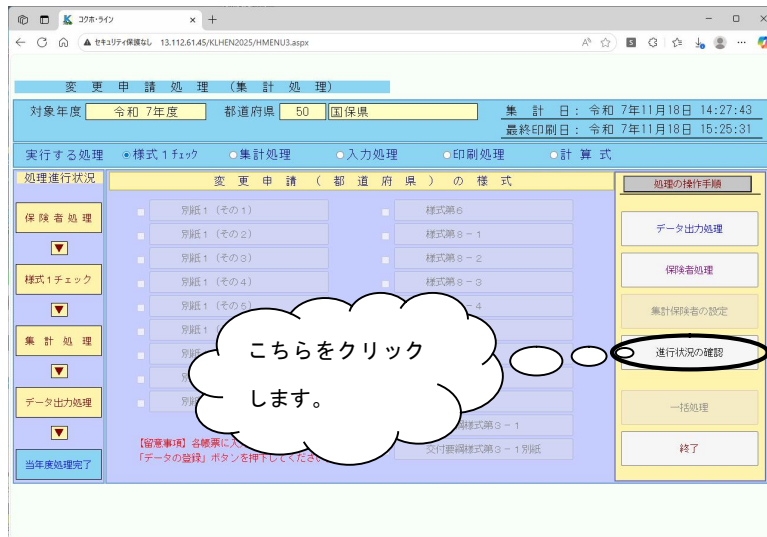 コクホ・ライン
セキュリティ保護なし 13.112.61.45/KLHEN2025/HMENU3.aspx
変更申請処理（集計処理）
対象年度 令和 7年度 都道府県 50 国保県 集計日： 令和 7年11月18日 14:27:43
最終印刷日： 令和 7年11月18日 15:25:31
実行する処理 様式１チェック 集計処理 入力処理 印刷処理 計算式
処理進行状況
保険者処理
様式１チェック
集計処理
データ出力処理
当年度処理完了
変更申請（都道府県）の様式
別紙１（その１） 様式第６
別紙１（その２） 様式第８－１
別紙１（その３） 様式第８－２
別紙１（その４） 様式第８－３
別紙１（その５） －４
別紙１
別紙
別
別紙
様式第３－１
交付要綱様式第３－１別紙
【留意事項】各帳票に入
「データの登録」ボタンを押下してくださ
こちらをクリック
します。
処理の操作手順
データ出力処理
保険者処理
集計保険者の設定
進行状況の確認
一括処理
終了